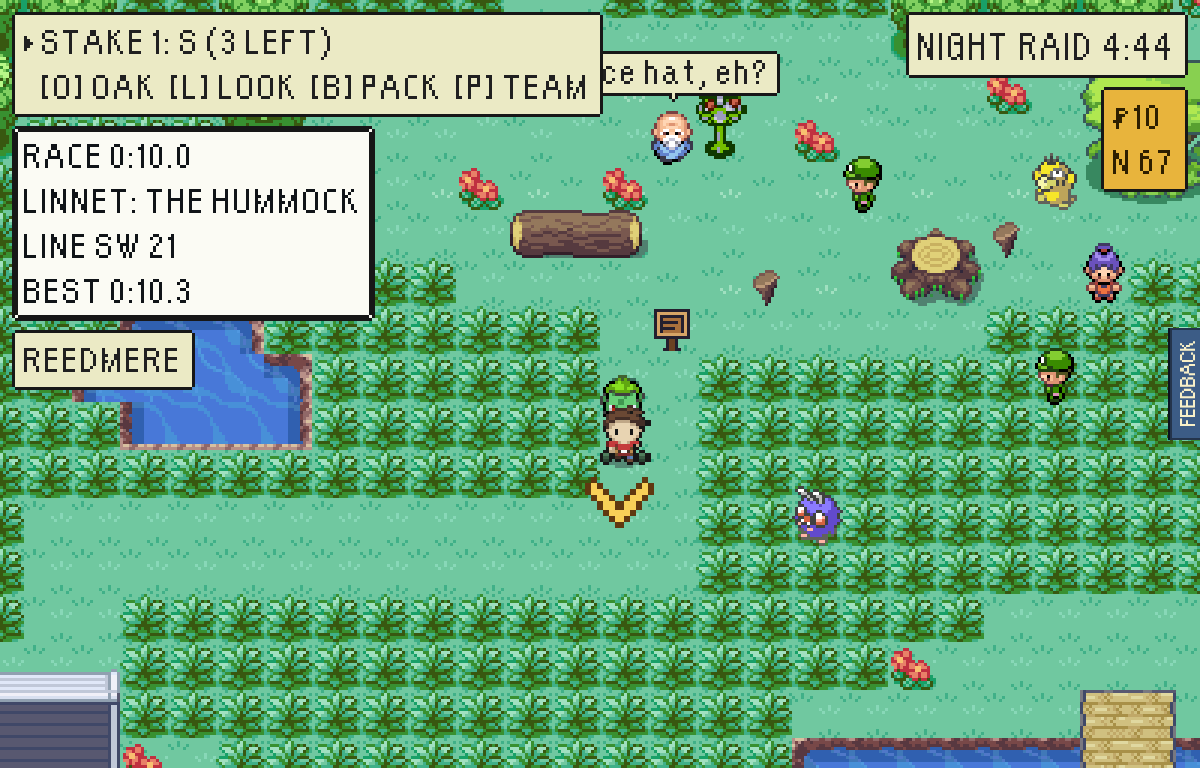 ▸STAKE 1: S (3 LEFT)
[O] OAK [L] LOOK [B] PACK [P] TEAM
ce hat, eh?
NIGHT RAID 4:44
₽10
N 67
RACE 0:10.0
LINNET: THE HUMMOCK
LINE SW 21
BEST 0:10.3
REEDMERE
FEEDBACK